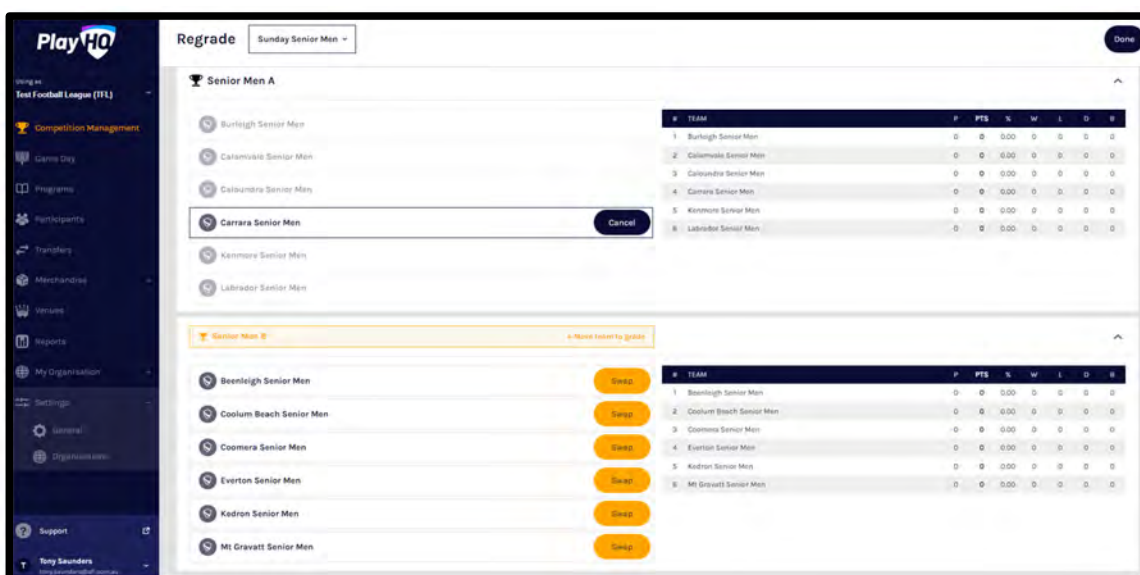 PlayHQ
Using as
Test Football League (TFL)
Competition Management
Game Day
Programs
Participants
Transfers
Merchandise
Venues
Reports
My Organisation
Settings
General
Organisations
? Support
T Tony Saunders
Regrade Sunday Senior Men Done
Senior Men A
Burleigh Senior Men
Calamvale Senior Men
Caloundra Senior Men
Carrara Senior Men Cancel
Kenmore Senior Men
Labrador Senior Men
# TEAM P PTS % W L D B
1 Burleigh Senior Men 0 0 0.00 0 0 0 0
2 Calamvale Senior Men 0 0 0.00 0 0 0 0
3 Caloundra Senior Men 0 0 0.00 0 0 0 0
4 Carrara Senior Men 0 0 0.00 0 0 0 0
5 Kenmore Senior Men 0 0 0.00 0 0 0 0
6 Labrador Senior Men 0 0 0.00 0 0 0 0
Senior Men B + Move team to grade
Beenleigh Senior Men Swap
Coolum Beach Senior Men Swap
Coomera Senior Men Swap
Everton Senior Men Swap
Kedron Senior Men Swap
Mt Gravatt Senior Men Swap
# TEAM P PTS % W L D B
1 Beenleigh Senior Men 0 0 0.00 0 0 0 0
2 Coolum Beach Senior Men 0 0 0.00 0 0 0 0
3 Coomera Senior Men 0 0 0.00 0 0 0 0
4 Everton Senior Men 0 0 0.00 0 0 0 0
5 Kedron Senior Men 0 0 0.00 0 0 0 0
6 Mt Gravatt Senior Men 0 0 0.00 0 0 0 0